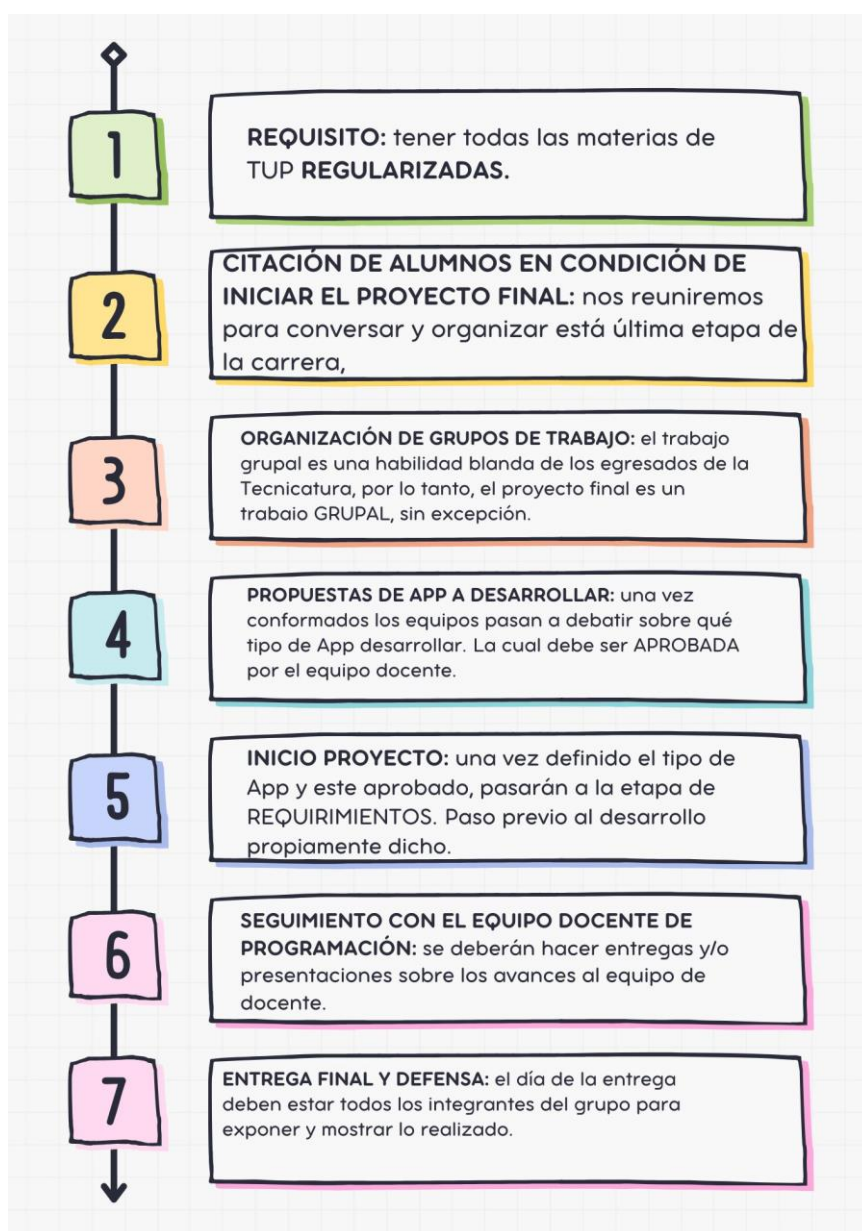 1
REQUISITO: tener todas las materias de
TUP REGULARIZADAS.
2
CITACIÓN DE ALUMNOS EN CONDICIÓN DE
INICIAR EL PROYECTO FINAL: nos reuniremos
para conversar y organizar está última etapa de
la carrera,
3
ORGANIZACIÓN DE GRUPOS DE TRABAJO: el trabajo
grupal es una habilidad blanda de los egresados de la
Tecnicatura, por lo tanto, el proyecto final es un
trabaio GRUPAL, sin excepción.
4
PROPUESTAS DE APP A DESARROLLAR: una vez
conformados los equipos pasan a debatir sobre qué
tipo de App desarrollar. La cual debe ser APROBADA
por el equipo docente.
5
INICIO PROYECTO: una vez definido el tipo de
App y este aprobado, pasarán a la etapa de
REQUIRIMIENTOS. Paso previo al desarrollo
propiamente dicho.
6
SEGUIMIENTO CON EL EQUIPO DOCENTE DE
PROGRAMACIÓN: se deberán hacer entregas y/o
presentaciones sobre los avances al equipo de
docente.
7
ENTREGA FINAL Y DEFENSA: el día de la entrega
deben estar todos los integrantes del grupo para
exponer y mostrar lo realizado.